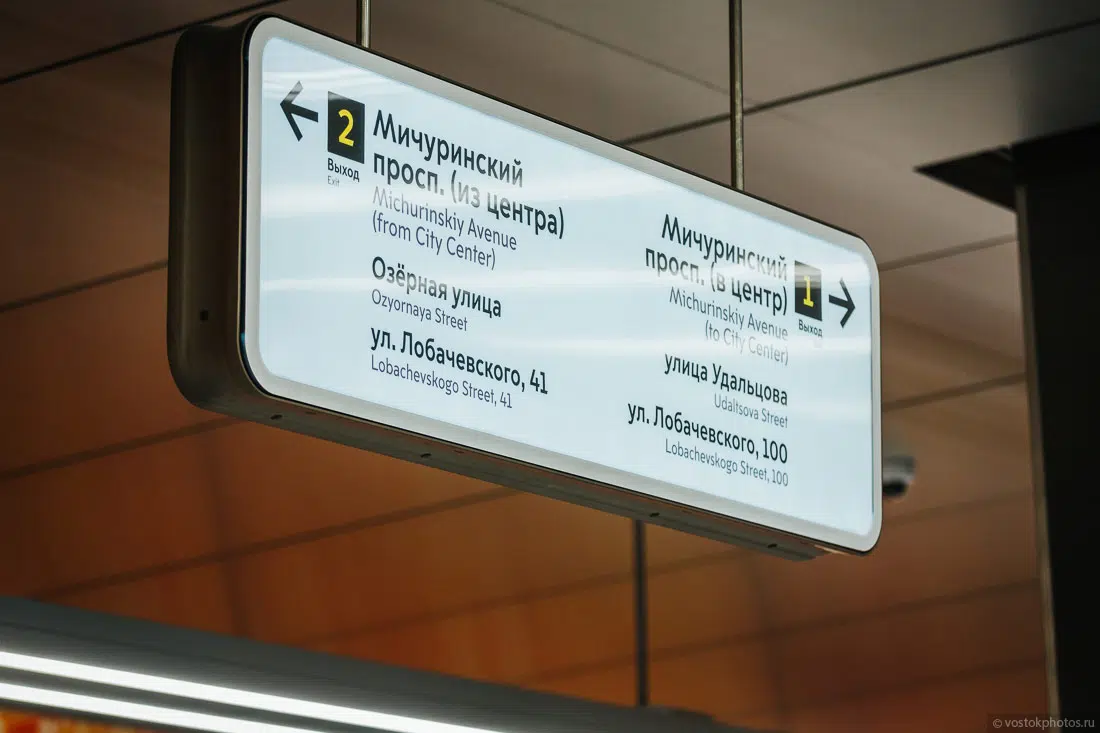 2
Выход
Exit
Мичуринский
просп. (из центра)
Michurinskiy Avenue
(from City Center)
Озёрная улица
Ozyornaya Street
ул. Лобачевского, 41
Lobachevskogo Street, 41
Мичуринский
просп. (в центр)
Michurinskiy Avenue
(to City Center)
1
Выход
улица Удальцова
Udaltsova Street
ул. Лобачевского, 100
Lobachevskogo Street, 100
© vostokphotos.ru